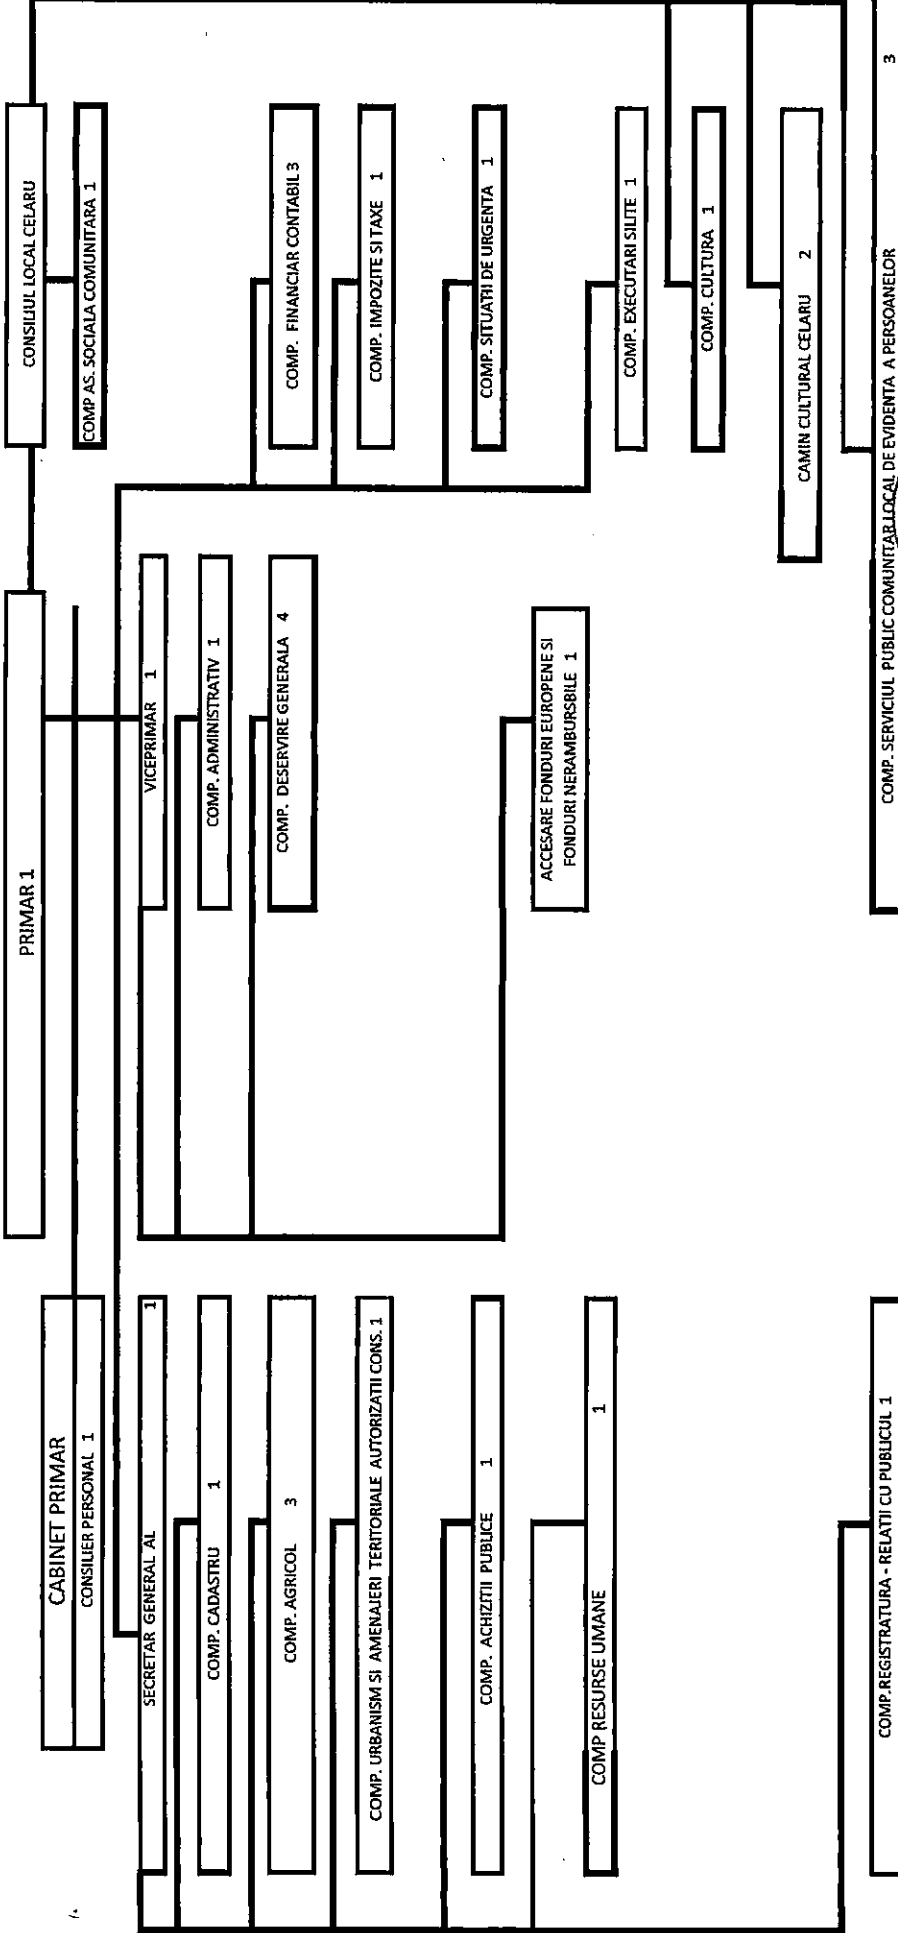 PRIMAR 1
CONSILIUL LOCAL CELARU
CABINET PRIMAR
CONSILIER PERSONAL 1
COMP AS. SOCIALA COMUNITARA 1
SECRETAR GENERAL AL 1
VICEPRIMAR 1
COMP. CADASTRU 1
COMP. ADMINISTRATIV 1
COMP. AGRICOL 3
COMP. DESERVIRE GENERALA 4
COMP. FINANCIAR CONTABIL 3
COMP. URBANISM SI AMENAJERI TERITORIALE AUTORIZATII CONS. 1
COMP. IMPOZITE SI TAXE 1
COMP. ACHIZITII PUBLICE 1
COMP. SITUATII DE URGENTA 1
ACCESARE FONDURI EUROPENE SI
FONDURI NERAMBURSBILE 1
COMP RESURSE UMANE 1
COMP. EXECUTARI SILITE 1
COMP. CULTURA 1
CAMIN CULTURAL CELARU 2
COMP.REGISTRATURA - RELATII CU PUBLICUL 1
COMP. SERVICIUL PUBLIC COMUNITAR LOCAL DE EVIDENTA A PERSOANELOR 3